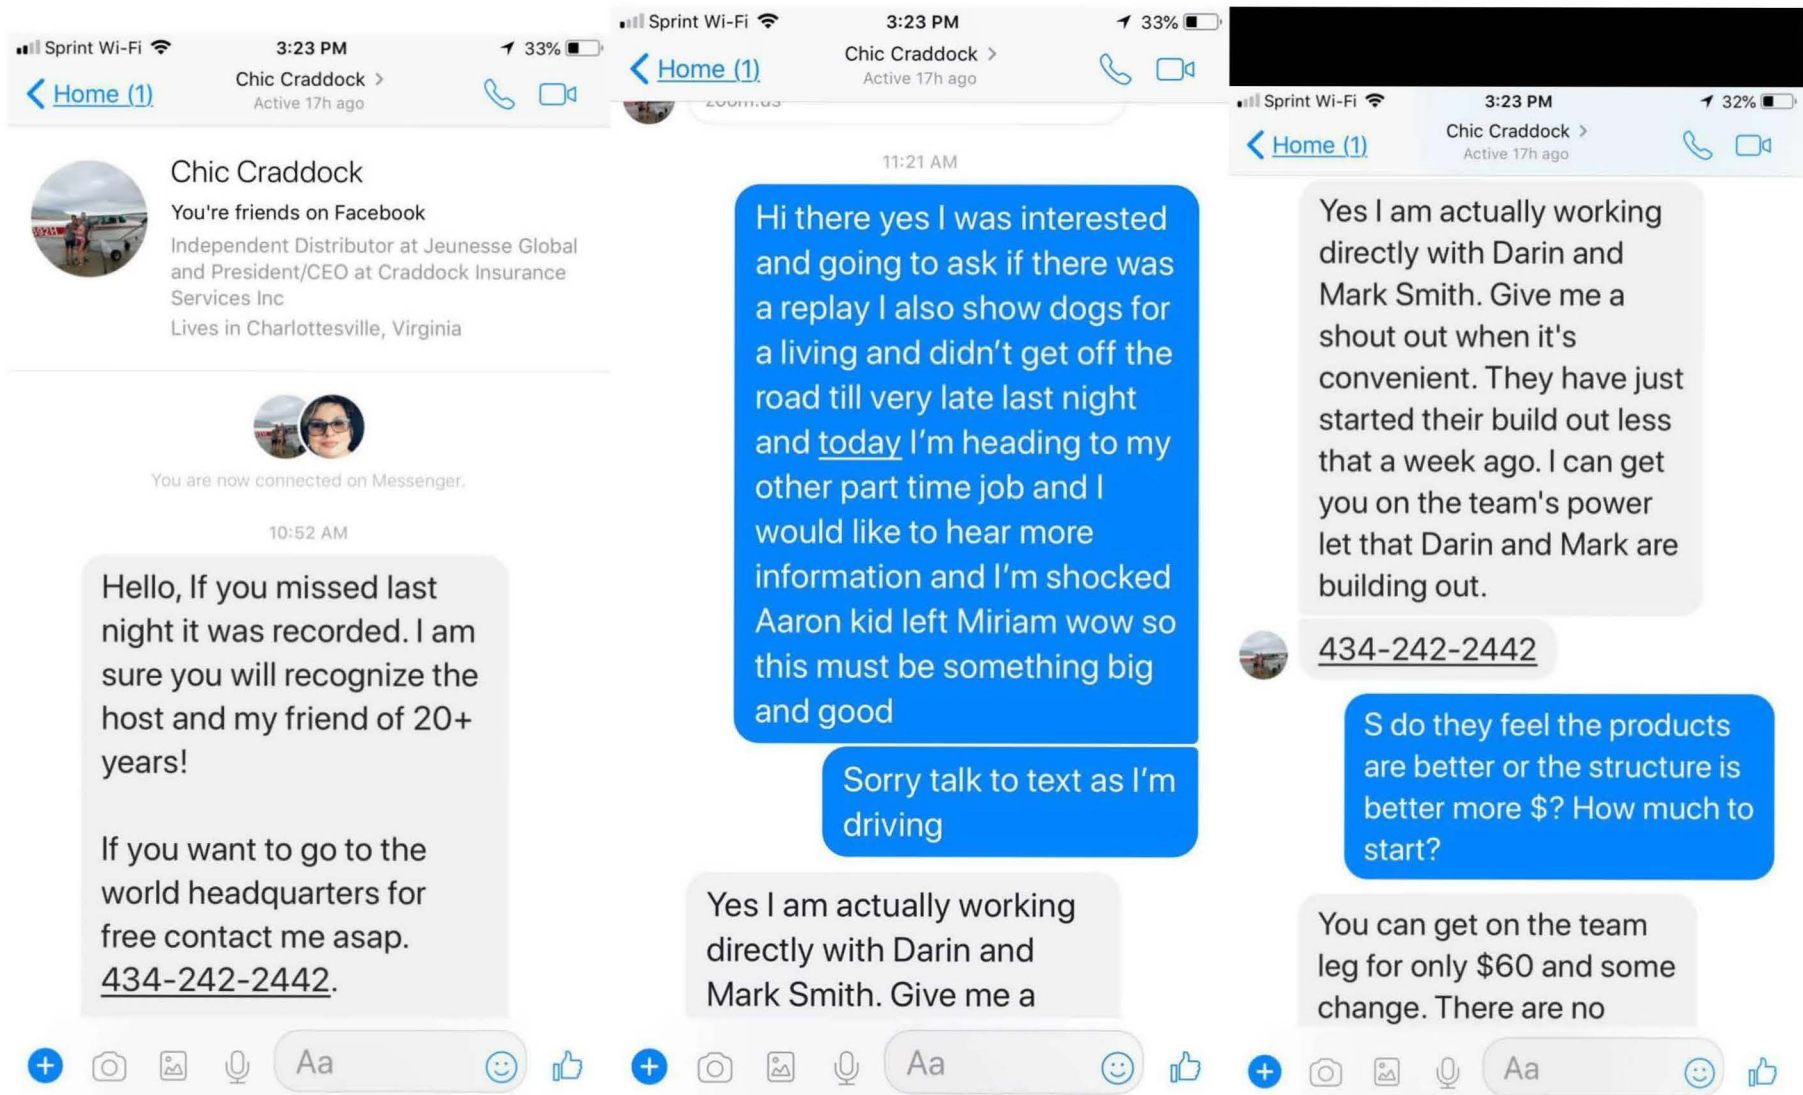 Sprint Wi-Fi 3:23 PM 33%
Home (1) Chic Craddock >
Active 17h ago
Chic Craddock
You're friends on Facebook
Independent Distributor at Jeunesse Global
and President/CEO at Craddock Insurance
Services Inc
Lives in Charlottesville, Virginia
You are now connected on Messenger.
10:52 AM
Hello, If you missed last
night it was recorded. I am
sure you will recognize the
host and my friend of 20+
years!
If you want to go to the
world headquarters for
free contact me asap.
434-242-2442.
Aa
Sprint Wi-Fi 3:23 PM 33%
Home (1) Chic Craddock >
Active 17h ago
zoom.us
11:21 AM
Hi there yes I was interested
and going to ask if there was
a replay I also show dogs for
a living and didn't get off the
road till very late last night
and today I'm heading to my
other part time job and I
would like to hear more
information and I'm shocked
Aaron kid left Miriam wow so
this must be something big
and good
Sorry talk to text as I'm
driving
Yes I am actually working
directly with Darin and
Mark Smith. Give me a
Aa
Sprint Wi-Fi 3:23 PM 32%
Home (1) Chic Craddock >
Active 17h ago
Yes I am actually working
directly with Darin and
Mark Smith. Give me a
shout out when it's
convenient. They have just
started their build out less
that a week ago. I can get
you on the team's power
let that Darin and Mark are
building out.
434-242-2442
S do they feel the products
are better or the structure is
better more $? How much to
start?
You can get on the team
leg for only $60 and some
change. There are no
Aa